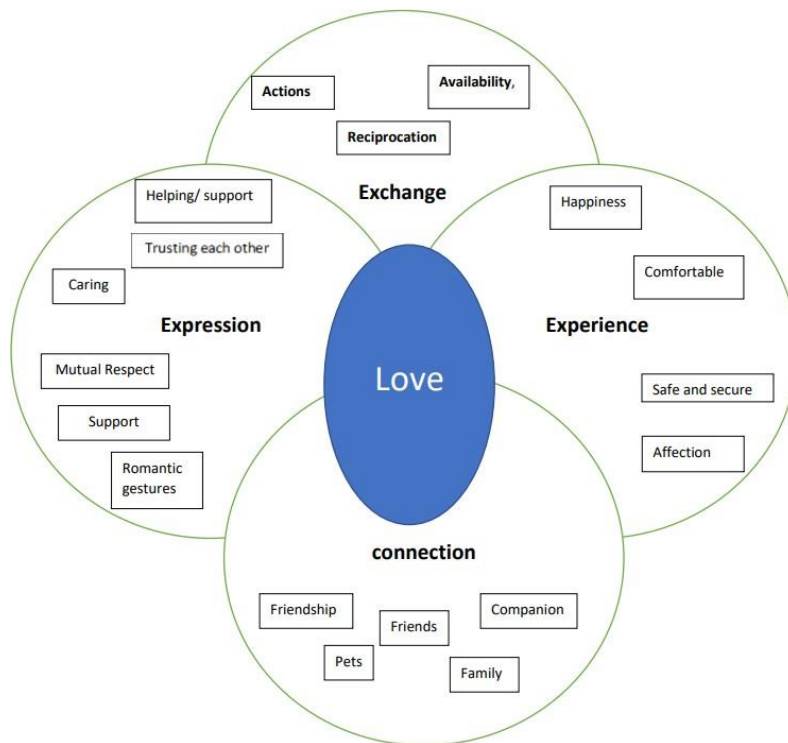 Availability,
Actions
Reciprocation
Exchange
Helping/ support
Trusting each other
Caring
Expression
Mutual Respect
Support
Romantic
gestures
Love
Happiness
Comfortable
Experience
Safe and secure
Affection
connection
Friendship
Friends
Companion
Pets
Family